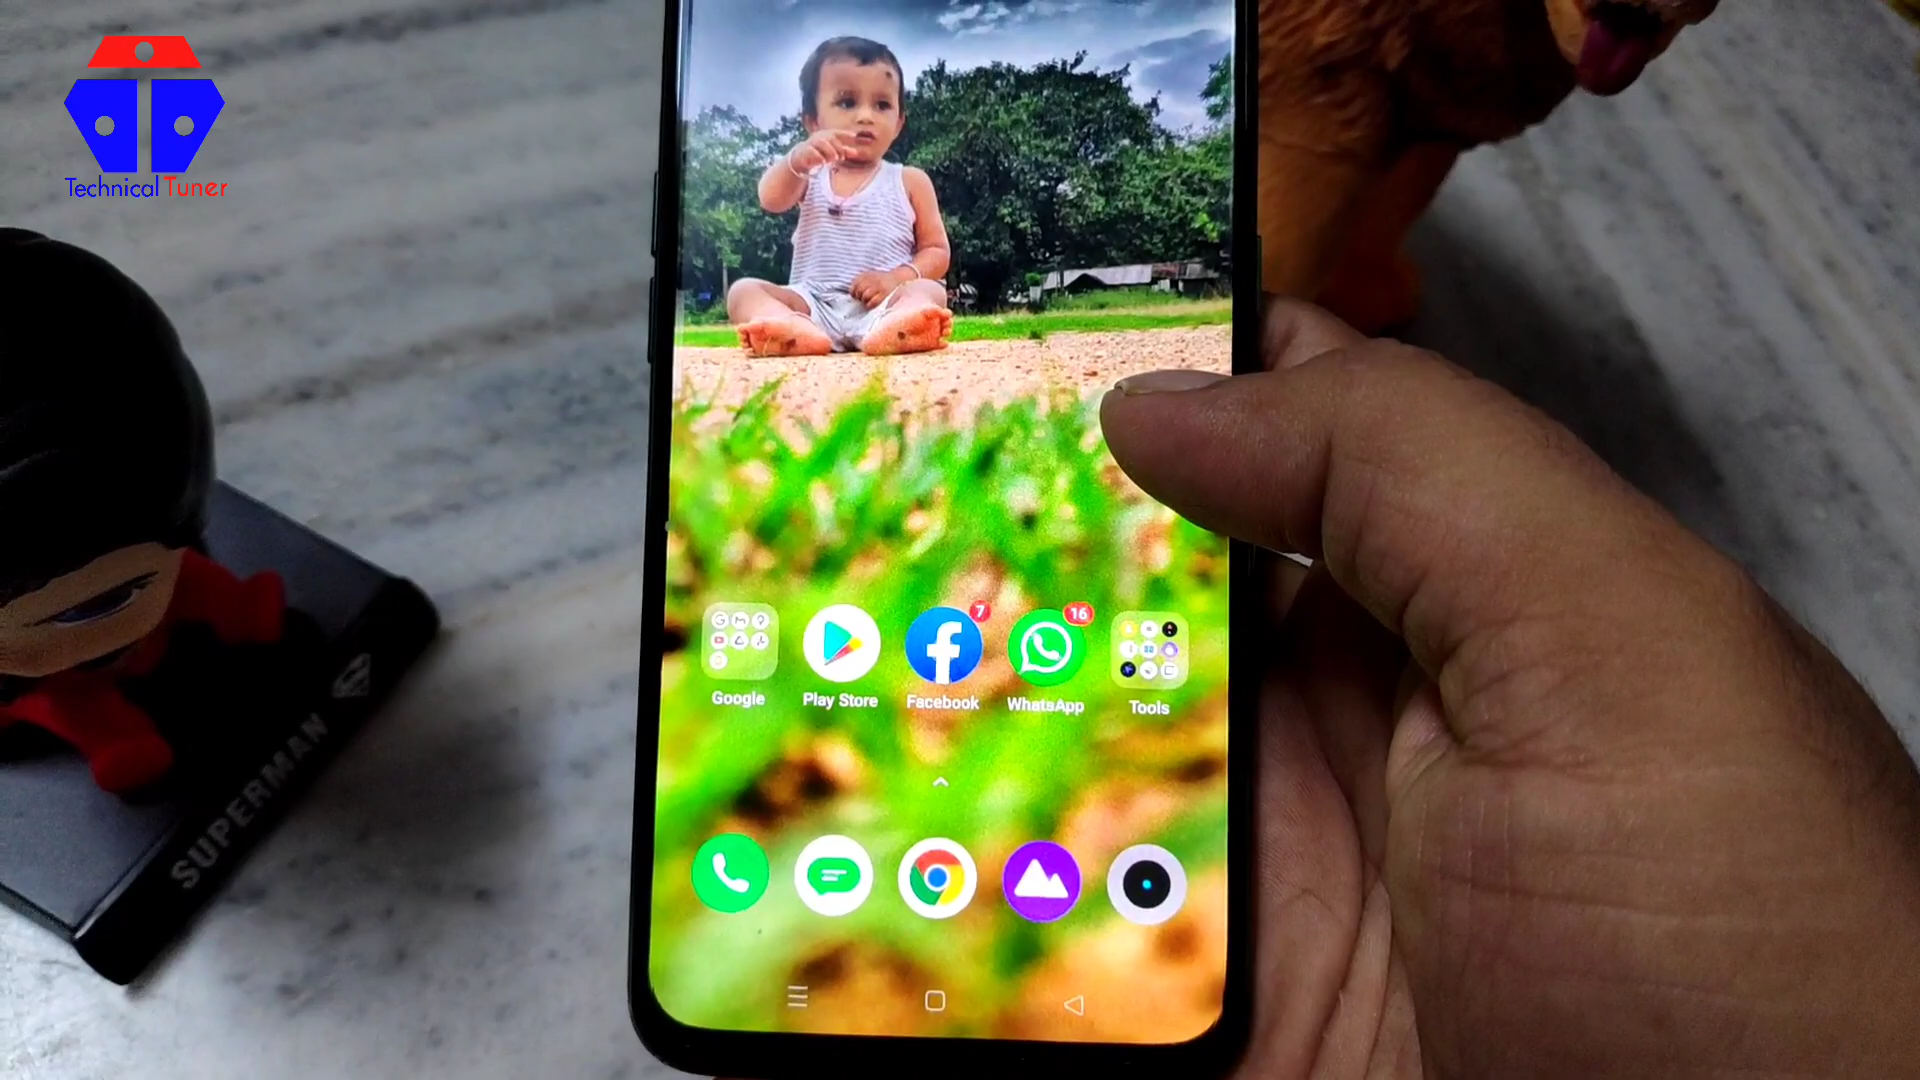 Technical Tuner
7
16
Google
Play Store
Facebook
WhatsApp
Tools
SUPERMAN